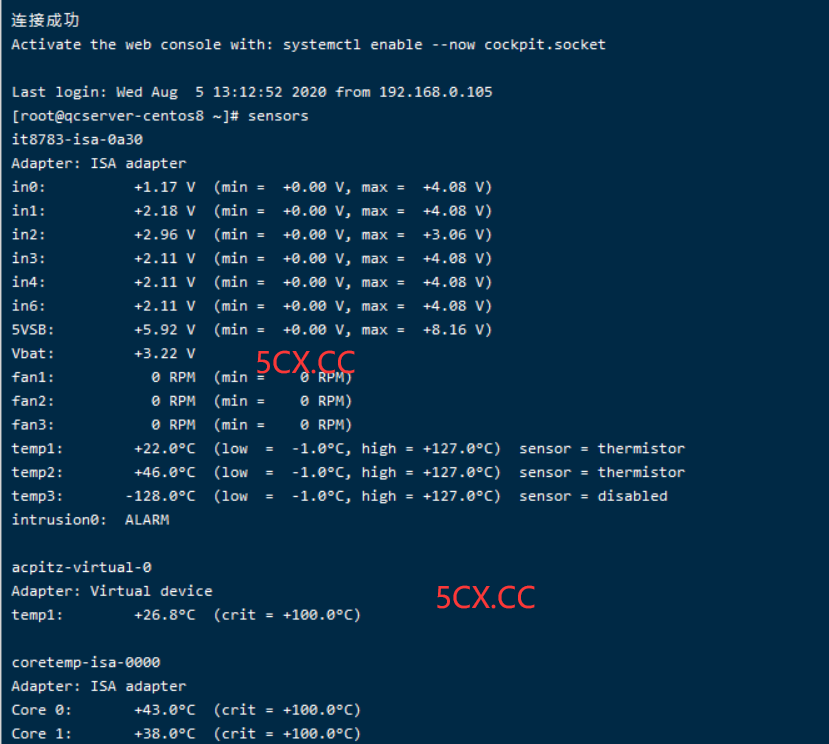 连接成功
Activate the web console with: systemctl enable --now cockpit.socket
Last login: Wed Aug  5 13:12:52 2020 from 192.168.0.105
[root@qcserver-centos8 ~]# sensors
it8783-isa-0a30
Adapter: ISA adapter
in0:          +1.17 V  (min =  +0.00 V, max =  +4.08 V)
in1:          +2.18 V  (min =  +0.00 V, max =  +4.08 V)
in2:          +2.96 V  (min =  +0.00 V, max =  +3.06 V)
in3:          +2.11 V  (min =  +0.00 V, max =  +4.08 V)
in4:          +2.11 V  (min =  +0.00 V, max =  +4.08 V)
in6:          +2.11 V  (min =  +0.00 V, max =  +4.08 V)
5VSB:         +5.92 V  (min =  +0.00 V, max =  +8.16 V)
Vbat:         +3.22 V
5CX.CC
fan1:           0 RPM  (min =    0 RPM)
fan2:           0 RPM  (min =    0 RPM)
fan3:           0 RPM  (min =    0 RPM)
temp1:        +22.0°C  (low  =  -1.0°C, high = +127.0°C)  sensor = thermistor
temp2:        +46.0°C  (low  =  -1.0°C, high = +127.0°C)  sensor = thermistor
temp3:       -128.0°C  (low  =  -1.0°C, high = +127.0°C)  sensor = disabled
intrusion0:  ALARM
acpitz-virtual-0
Adapter: Virtual device
5CX.CC
temp1:        +26.8°C  (crit = +100.0°C)
coretemp-isa-0000
Adapter: ISA adapter
Core 0:       +43.0°C  (crit = +100.0°C)
Core 1:       +38.0°C  (crit = +100.0°C)